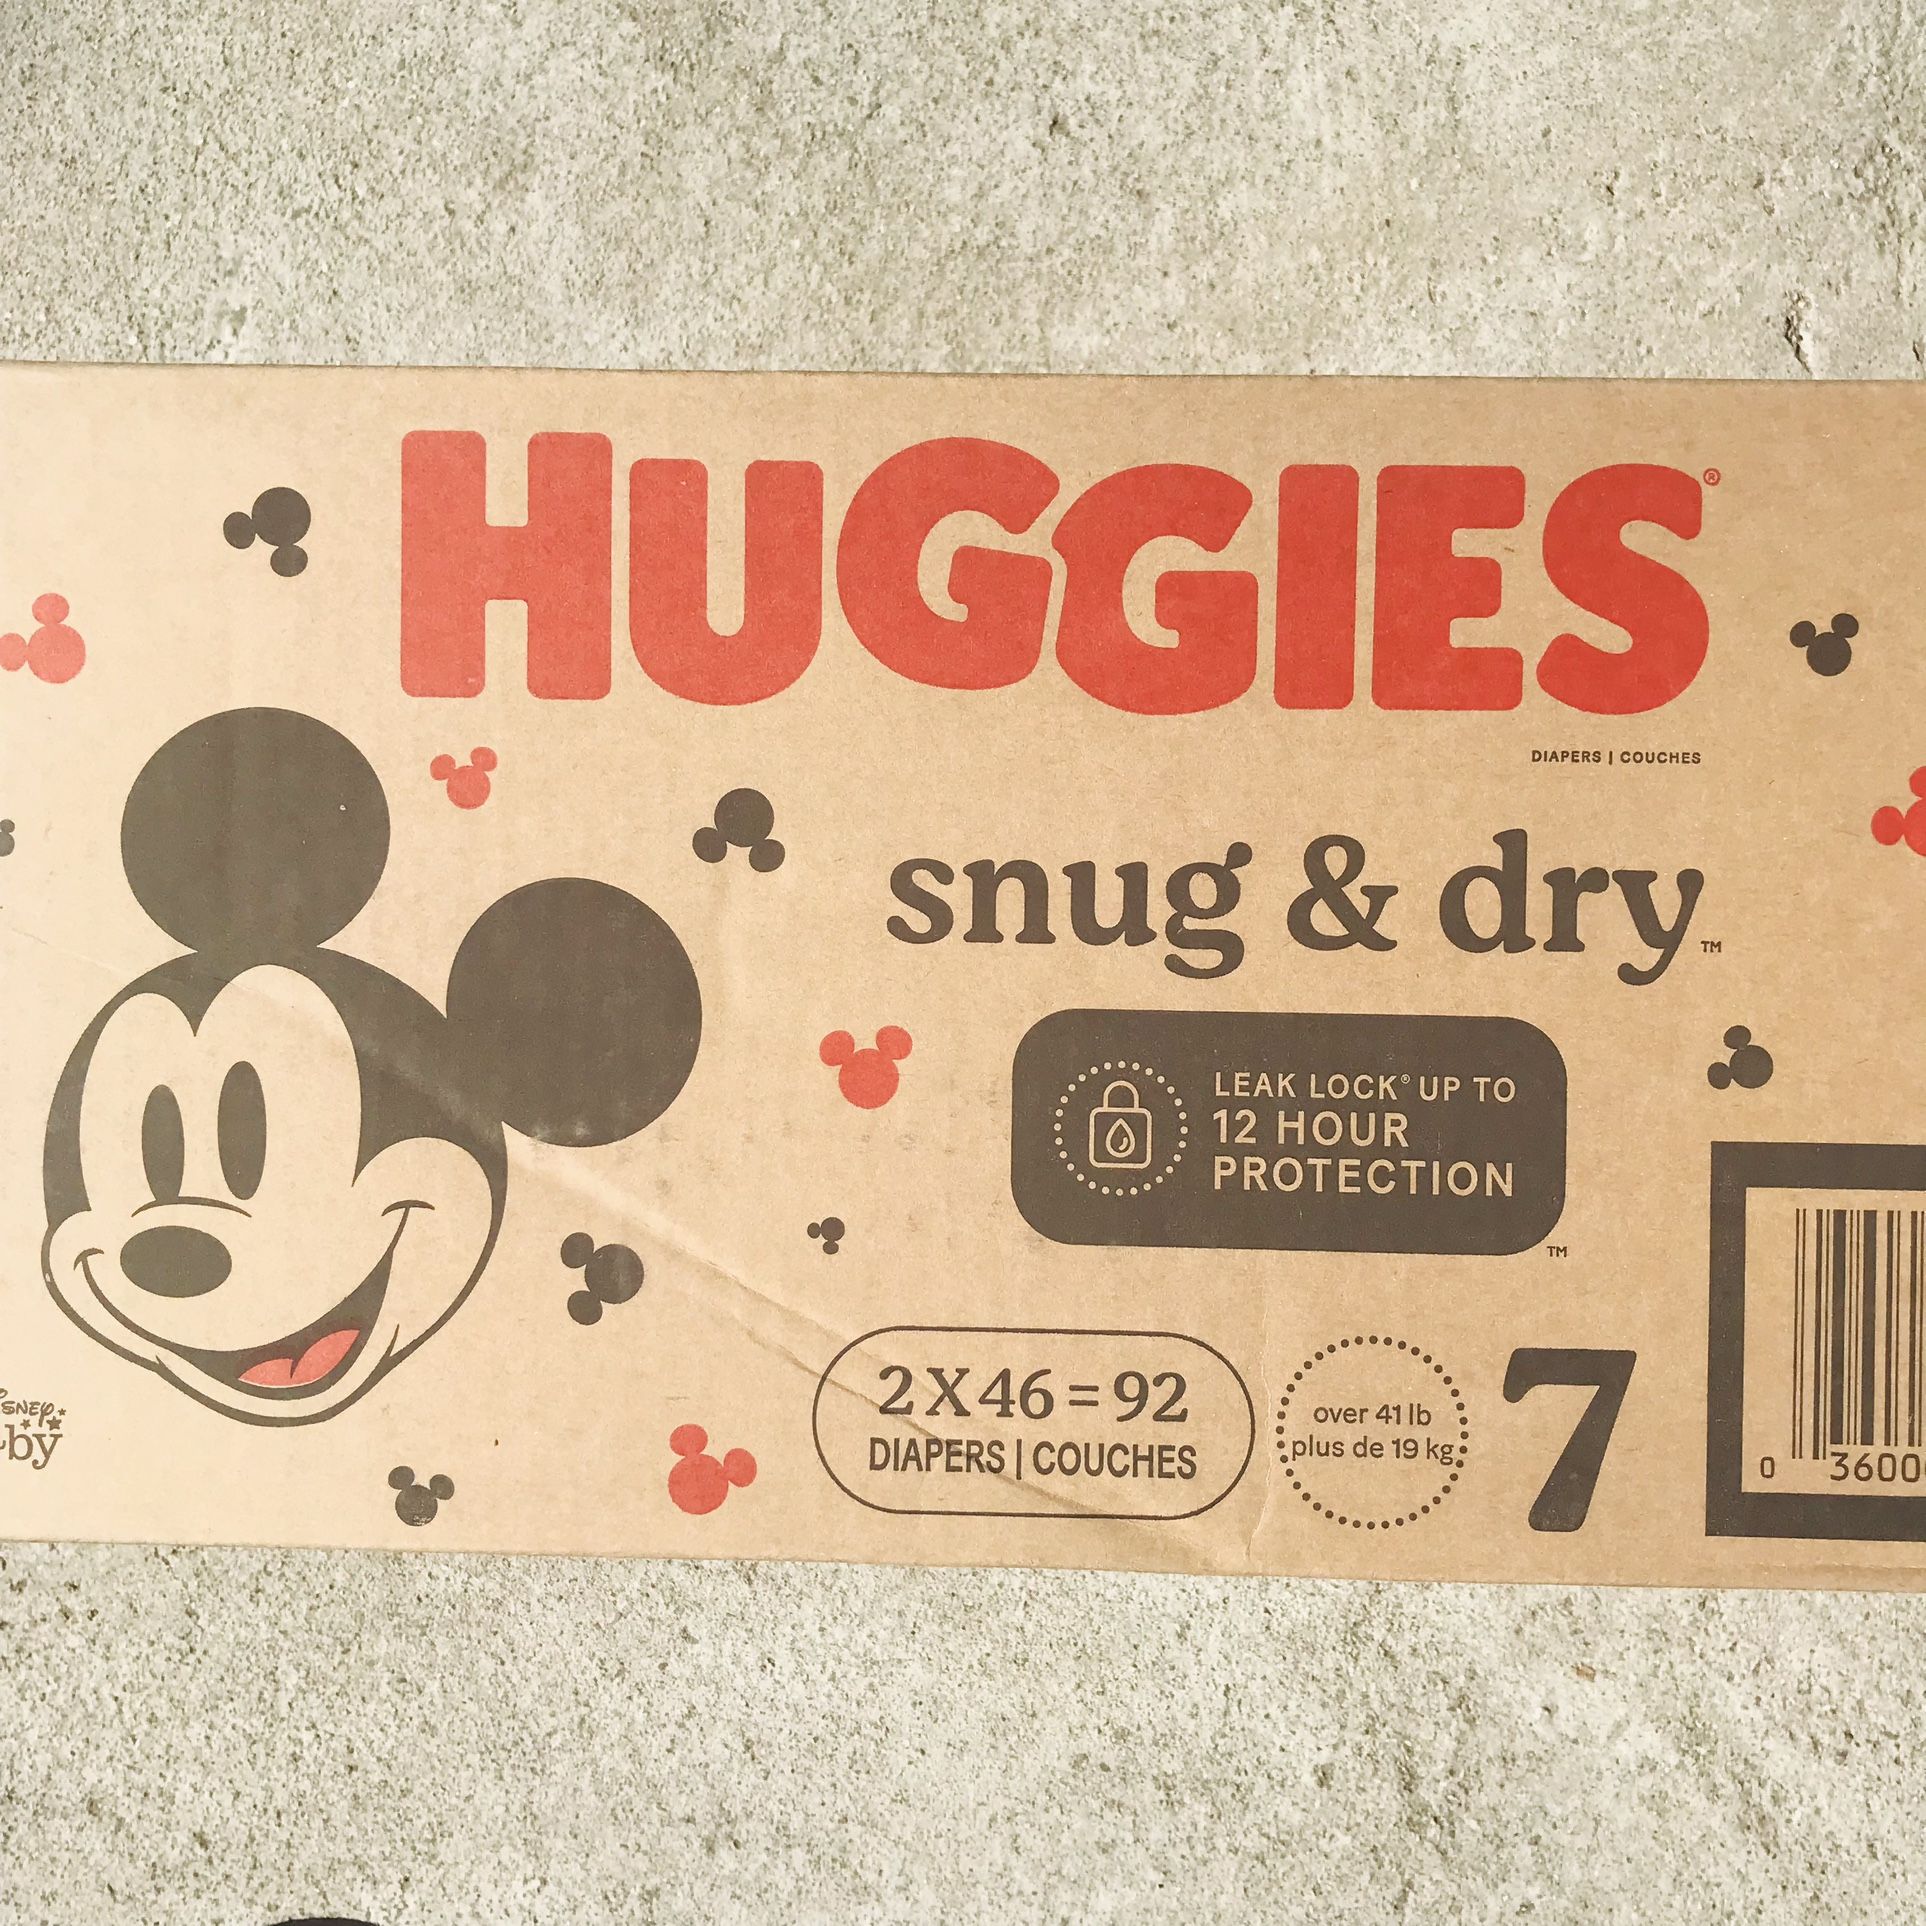 HUGGIES®
DIAPERS | COUCHES
snug & dry™
LEAK LOCK® UP TO
12 HOUR
PROTECTION
™
2 X 46 = 92
DIAPERS | COUCHES
over 41 lb
plus de 19 kg
7
0 3600